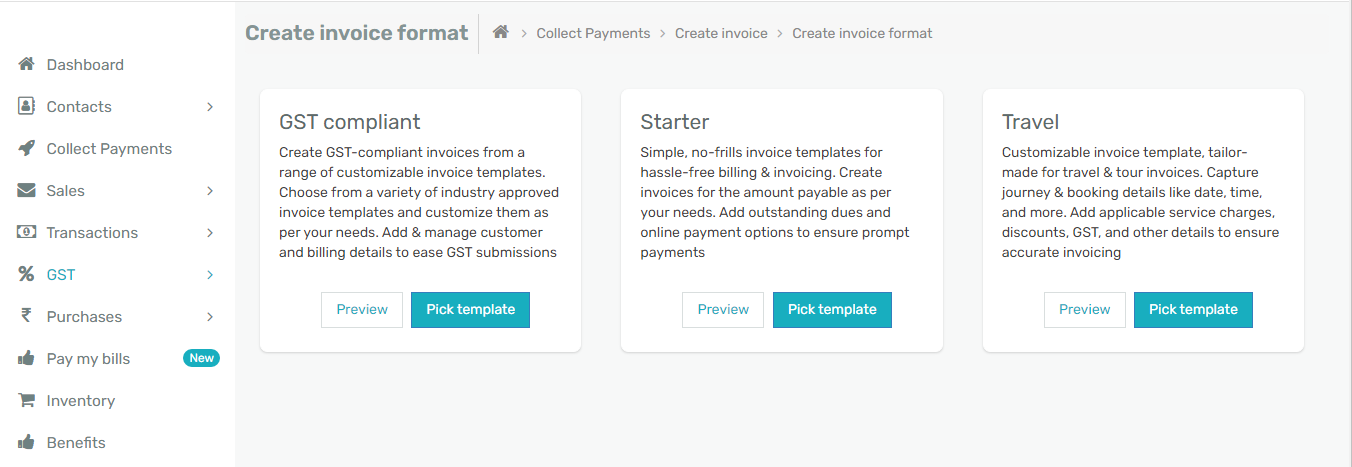 Create invoice format
Collect Payments > Create invoice > Create invoice format
Dashboard
Contacts
Collect Payments
Sales
Transactions
GST
Purchases
Pay my bills New
Inventory
Benefits
GST compliant
Create GST-compliant invoices from a
range of customizable invoice templates.
Choose from a variety of industry approved
invoice templates and customize them as
per your needs. Add & manage customer
and billing details to ease GST submissions
Preview Pick template
Starter
Simple, no-frills invoice templates for
hassle-free billing & invoicing. Create
invoices for the amount payable as per
your needs. Add outstanding dues and
online payment options to ensure prompt
payments
Preview Pick template
Travel
Customizable invoice template, tailor-
made for travel & tour invoices. Capture
journey & booking details like date, time,
and more. Add applicable service charges,
discounts, GST, and other details to ensure
accurate invoicing
Preview Pick template